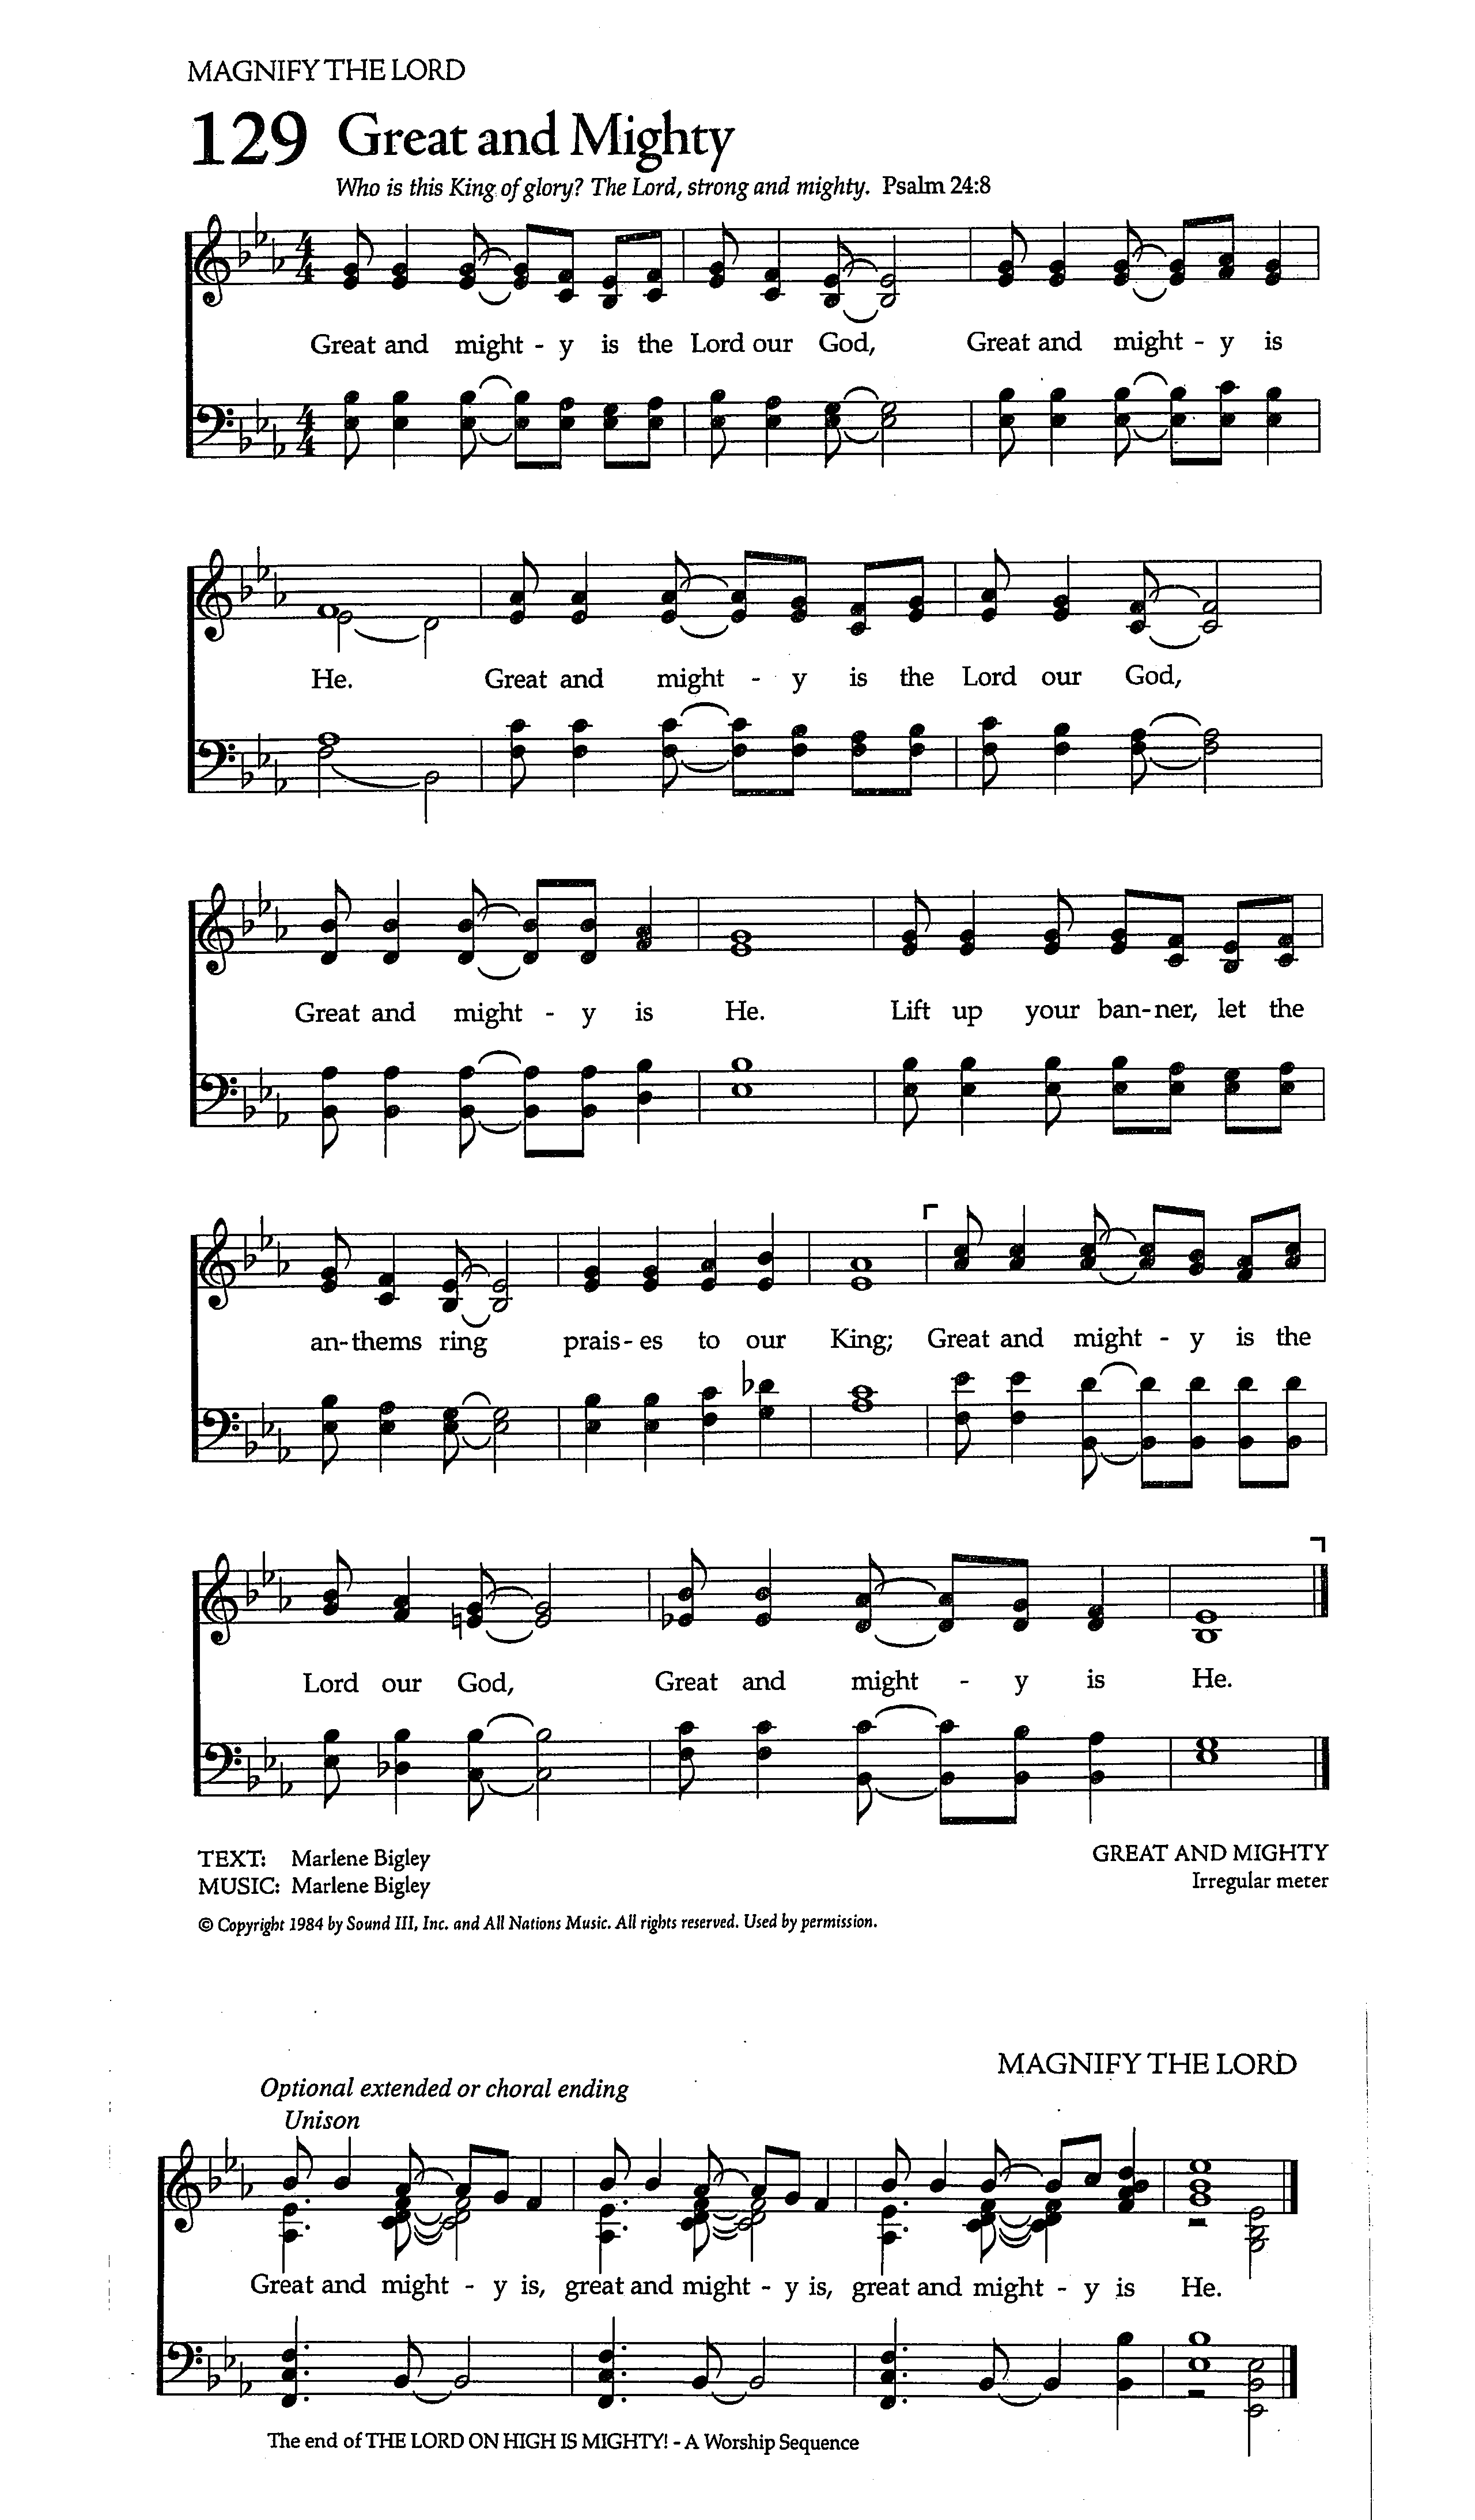 MAGNIFY THE LORD
129 Great and Mighty
Who is this King of glory? The Lord, strong and mighty. Psalm 24:8
4 4
Great and might - y is the Lord our God, Great and might - y is
4 4
He. Great and might - y is the Lord our God,
Great and might - y is He. Lift up your ban-ner, let the
an-thems ring prais-es to our King; Great and might - y is the
Lord our God, Great and might - y is He.
TEXT: Marlene Bigley
MUSIC: Marlene Bigley
GREAT AND MIGHTY
Irregular meter
© Copyright 1984 by Sound III, Inc. and All Nations Music. All rights reserved. Used by permission.
MAGNIFY THE LORD
Optional extended or choral ending
Unison
Great and might - y is, great and might - y is, great and might - y is He.
The end of THE LORD ON HIGH IS MIGHTY! - A Worship Sequence